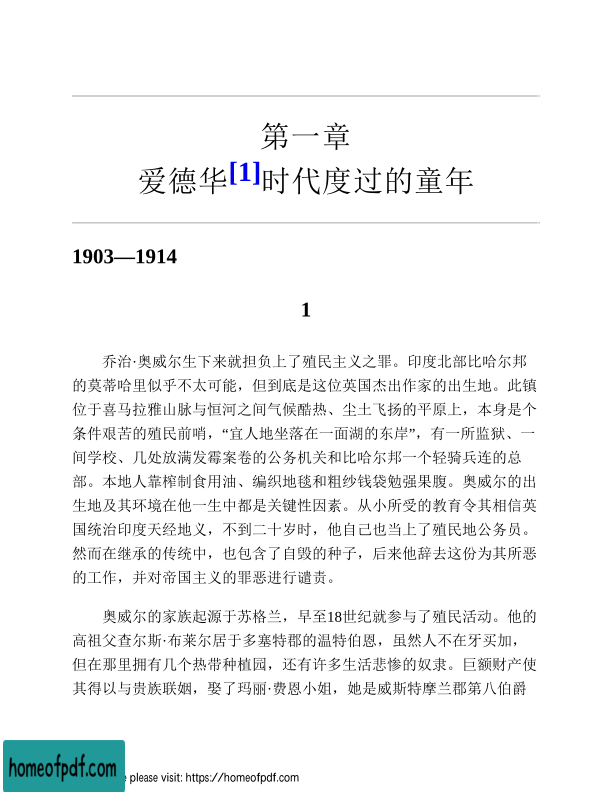 第一章
爱德华[1]时代度过的童年
1903—1914
1
乔治·奥威尔生下来就担负上了殖民主义之罪。印度北部比哈尔邦
的莫蒂哈里似乎不太可能，但到底是这位英国杰出作家的出生地。此镇
位于喜马拉雅山脉与恒河之间气候酷热、尘土飞扬的平原上，本身是个
条件艰苦的殖民前哨，“宜人地坐落在一面湖的东岸”，有一所监狱、一
间学校、几处放满发霉案卷的公务机关和比哈尔邦一个轻骑兵连的总
部。本地人靠榨制食用油、编织地毯和粗纱钱袋勉强果腹。奥威尔的出
生地及其环境在他一生中都是关键性因素。从小所受的教育令其相信英
国统治印度天经地义，不到二十岁时，他自己也当上了殖民地公务员。
然而在继承的传统中，也包含了自毁的种子，后来他辞去这份为其所恶
的工作，并对帝国主义的罪恶进行谴责。
奥威尔的家族起源于苏格兰，早至18世纪就参与了殖民活动。他的
高祖父查尔斯·布莱尔居于多塞特郡的温特伯恩，虽然人不在牙买加，
但在那里拥有几个热带种植园，还有许多生活悲惨的奴隶。巨额财产使
其得以与贵族联姻，娶了玛丽·费恩小姐，她是威斯特摩兰郡第八伯爵
homeofpdf.com
e please visit: https://homeofpdf.com